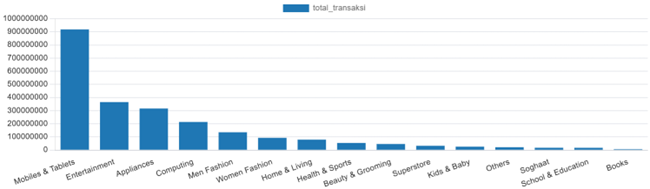 total_transaksi
1000000000
900000000
800000000
700000000
600000000
500000000
400000000
300000000
200000000
100000000
0
Mobiles & Tablets
Entertainment
Appliances
Computing
Men Fashion
Women Fashion
Home & Living
Health & Sports
Beauty & Grooming
Superstore
Kids & Baby
Others
Soghaat
School & Education
Books